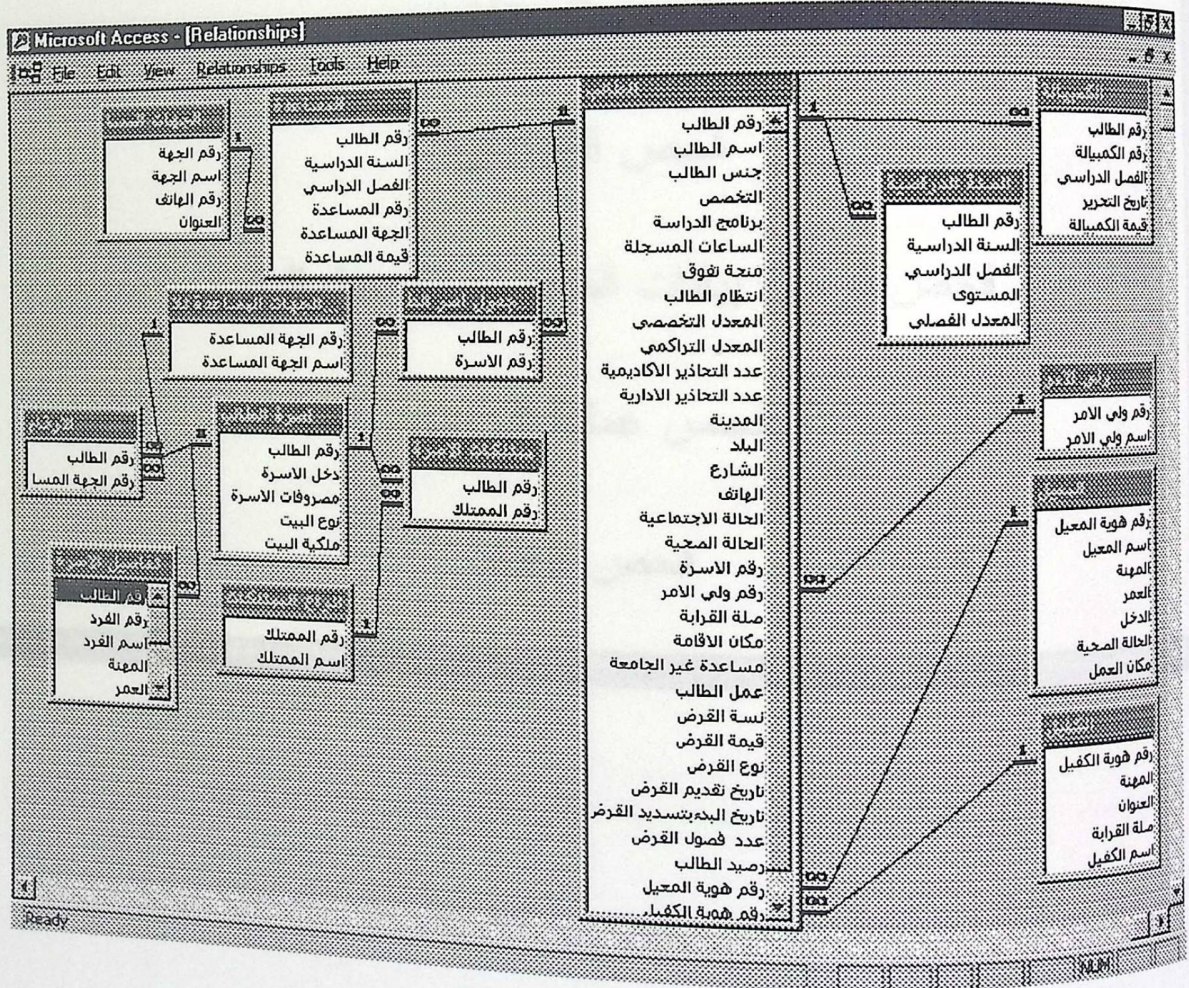 Microsoft Access - [Relationships]
File Edit View Relationships Tools Help
رقم الجهة
اسم الجهة
رقم الهاتف
العنوان
رقم الطالب
السنة الدراسية
الفصل الدراسي
رقم المساعدة
الجهة المساعدة
قيمة المساعدة
رقم الطالب
اسم الطالب
جنس الطالب
التخصص
برنامج الدراسة
الساعات المسجلة
منحة تفوق
انتظام الطالب
المعدل التخصصي
المعدل التراكمي
عدد التحاذير الاكاديمية
عدد التحاذير الادارية
المدينة
البلد
الشارع
الهاتف
الحالة الاجتماعية
الحالة الصحية
رقم الاسرة
رقم ولي الامر
صلة القرابة
مكان الاقامة
مساعدة غير الجامعة
عمل الطالب
نسة القرض
قيمة القرض
نوع القرض
تاريخ تقديم القرض
تاريخ البدءبتسديد القرض
عدد فصول القرض
رصيد الطالب
رقم هوية المعيل
رقم هوية الكفيل
رقم الطالب
رقم الكمبيالة
الفصل الدراسي
تاريخ التحرير
قيمة الكمبيالة
رقم الطالب
السنة الدراسية
الفصل الدراسي
المستوى
المعدل الفصلي
رقم الجهة المساعدة
اسم الجهة المساعدة
رقم الطالب
رقم الاسرة
رقم الطالب
رقم الجهة المسا
رقم الطالب
دخل الاسرة
مصروفات الاسرة
نوع البيت
ملكية البيت
رقم الطالب
رقم الممتلك
رقم ولي الامر
اسم ولي الامر
رقم هوية المعيل
اسم المعيل
المهنة
العمر
الدخل
الحالة الصحية
مكان العمل
رقم الطالب
رقم الفرد
اسم الفرد
المهنة
العمر
رقم الممتلك
اسم الممتلك
رقم هوية الكفيل
المهنة
العنوان
صلة القرابة
اسم الكفيل
Ready
NUM